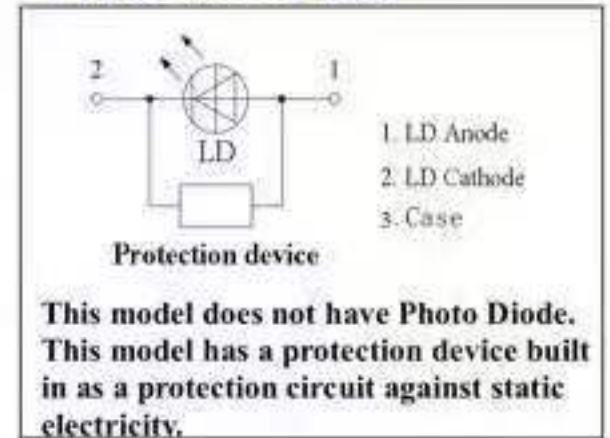 2
1
LD
Protection device
1. LD Anode
2. LD Cathode
3. Case
This model does not have Photo Diode.
This model has a protection device built
in as a protection circuit against static
electricity.